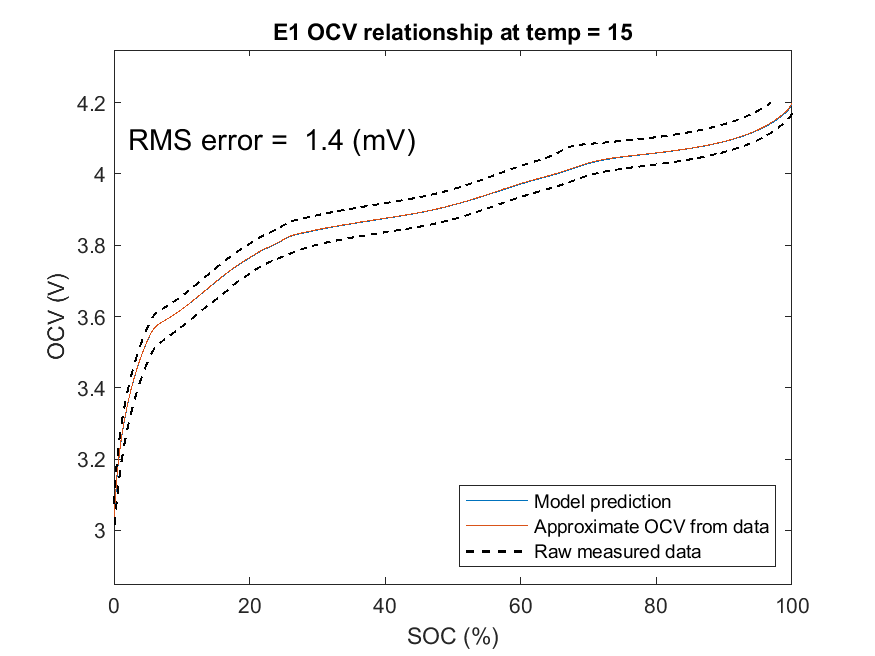 E1 OCV relationship at temp = 15
RMS error = 1.4 (mV)
OCV (V)
4.2
4
3.8
3.6
3.4
3.2
3
0
20
40
60
80
100
SOC (%)
Model prediction
Approximate OCV from data
Raw measured data